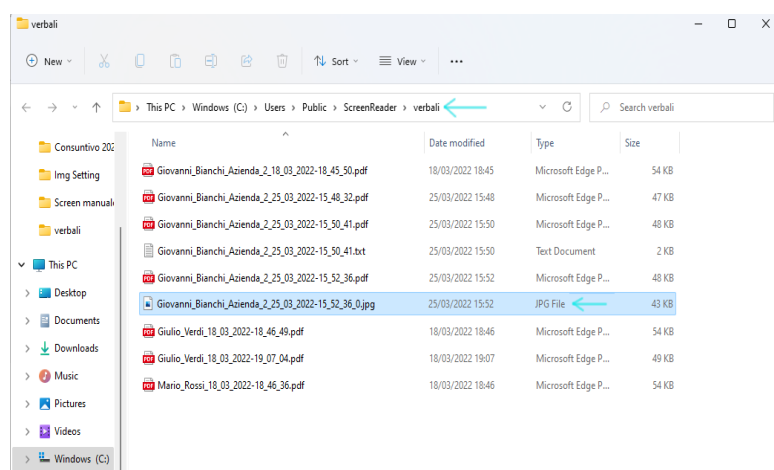 verbali
New
Sort
View
This PC > Windows (C:) > Users > Public > ScreenReader > verbali
Search verbali
Name Date modified Type Size
Consuntivo 202
Img Setting
Screen manual
verbali
This PC
Desktop
Documents
Downloads
Music
Pictures
Videos
Windows (C:)
Giovanni_Bianchi_Azienda_2_18_03_2022-18_45_50.pdf 18/03/2022 18:45 Microsoft Edge P... 54 KB
Giovanni_Bianchi_Azienda_2_25_03_2022-15_48_32.pdf 25/03/2022 15:48 Microsoft Edge P... 47 KB
Giovanni_Bianchi_Azienda_2_25_03_2022-15_50_41.pdf 25/03/2022 15:50 Microsoft Edge P... 48 KB
Giovanni_Bianchi_Azienda_2_25_03_2022-15_50_41.txt 25/03/2022 15:50 Text Document 2 KB
Giovanni_Bianchi_Azienda_2_25_03_2022-15_52_36.pdf 25/03/2022 15:52 Microsoft Edge P... 48 KB
Giovanni_Bianchi_Azienda_2_25_03_2022-15_52_36_0.jpg 25/03/2022 15:52 JPG File 43 KB
Giulio_Verdi_18_03_2022-18_46_49.pdf 18/03/2022 18:46 Microsoft Edge P... 54 KB
Giulio_Verdi_18_03_2022-19_07_04.pdf 18/03/2022 19:07 Microsoft Edge P... 49 KB
Mario_Rossi_18_03_2022-18_46_36.pdf 18/03/2022 18:46 Microsoft Edge P... 54 KB